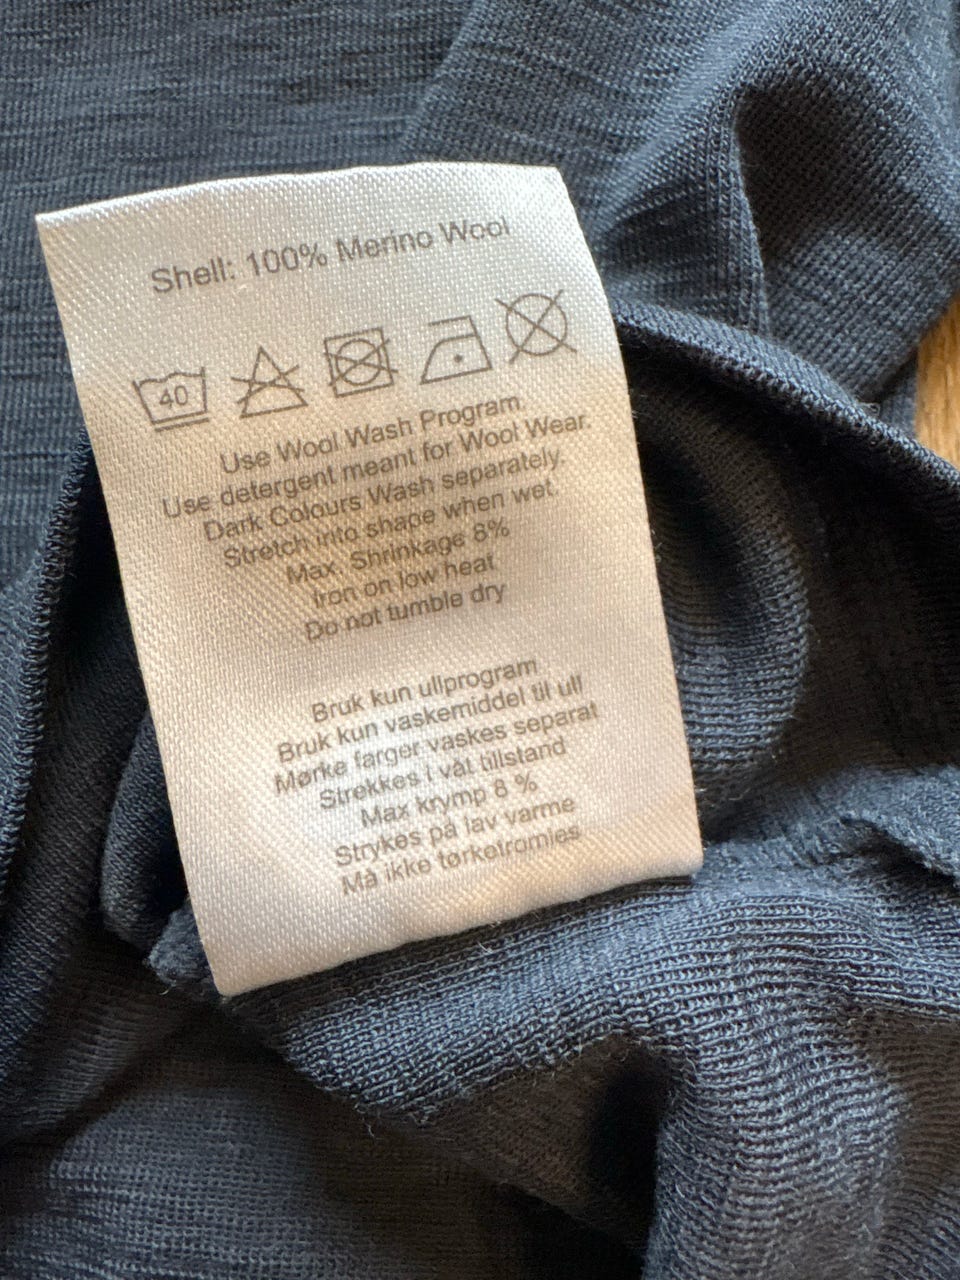 Shell: 100% Merino Wool
40
Use Wool Wash Program.
Use detergent meant for Wool Wear.
Dark Colours Wash separately.
Stretch into shape when wet.
Max. Shrinkage 8%
Iron on low heat
Do not tumble dry
Bruk kun ullprogram
Bruk kun vaskemiddel til ull
Mørke farger vaskes separat
Strekkes i våt tillstand
Max krymp 8 %
Strykes på lav varme
Må ikke tørketromles